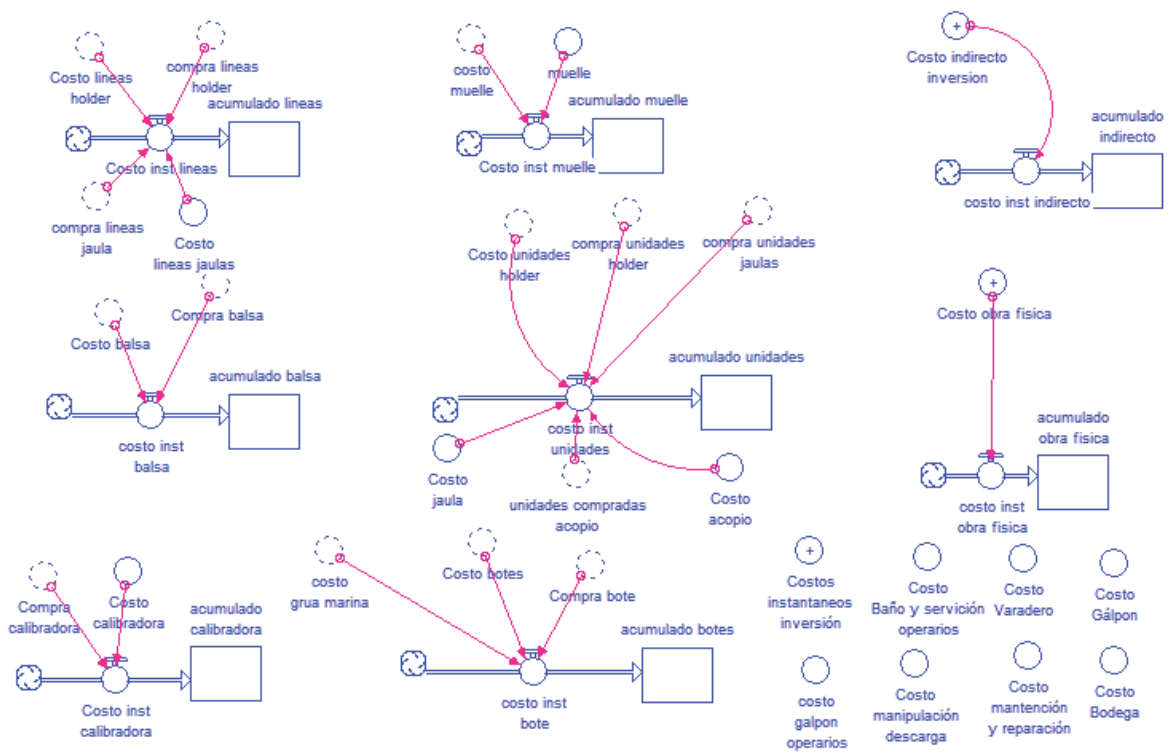 Costo lineas
holder
compra lineas
holder
acumulado lineas
Costo inst lineas
compra lineas
jaula
Costo
lineas jaulas
costo
muelle
muelle
acumulado muelle
Costo inst muelle
Costo indirecto
inversion
acumulado
indirecto
costo inst indirecto
Costo balsa
Compra balsa
acumulado balsa
costo inst
balsa
Costo unidades
holder
compra unidades
holder
compra unidades
jaulas
acumulado unidades
costo inst
unidades
Costo
jaula
unidades compradas
acopio
Costo
acopio
Costo obra fisica
acumulado
obra fisica
costo inst
obra fisica
Compra
calibradora
Costo
calibradora
acumulado
calibradora
Costo inst
calibradora
costo
grua marina
Costo botes
Compra bote
acumulado botes
costo inst
bote
Costos
instantaneos
inversión
Costo
Baño y servición
operarios
Costo
Varadero
Costo
Gálpon
costo
galpon
operarios
Costo
manipulación
descarga
Costo
mantención
y reparación
Costo
Bodega